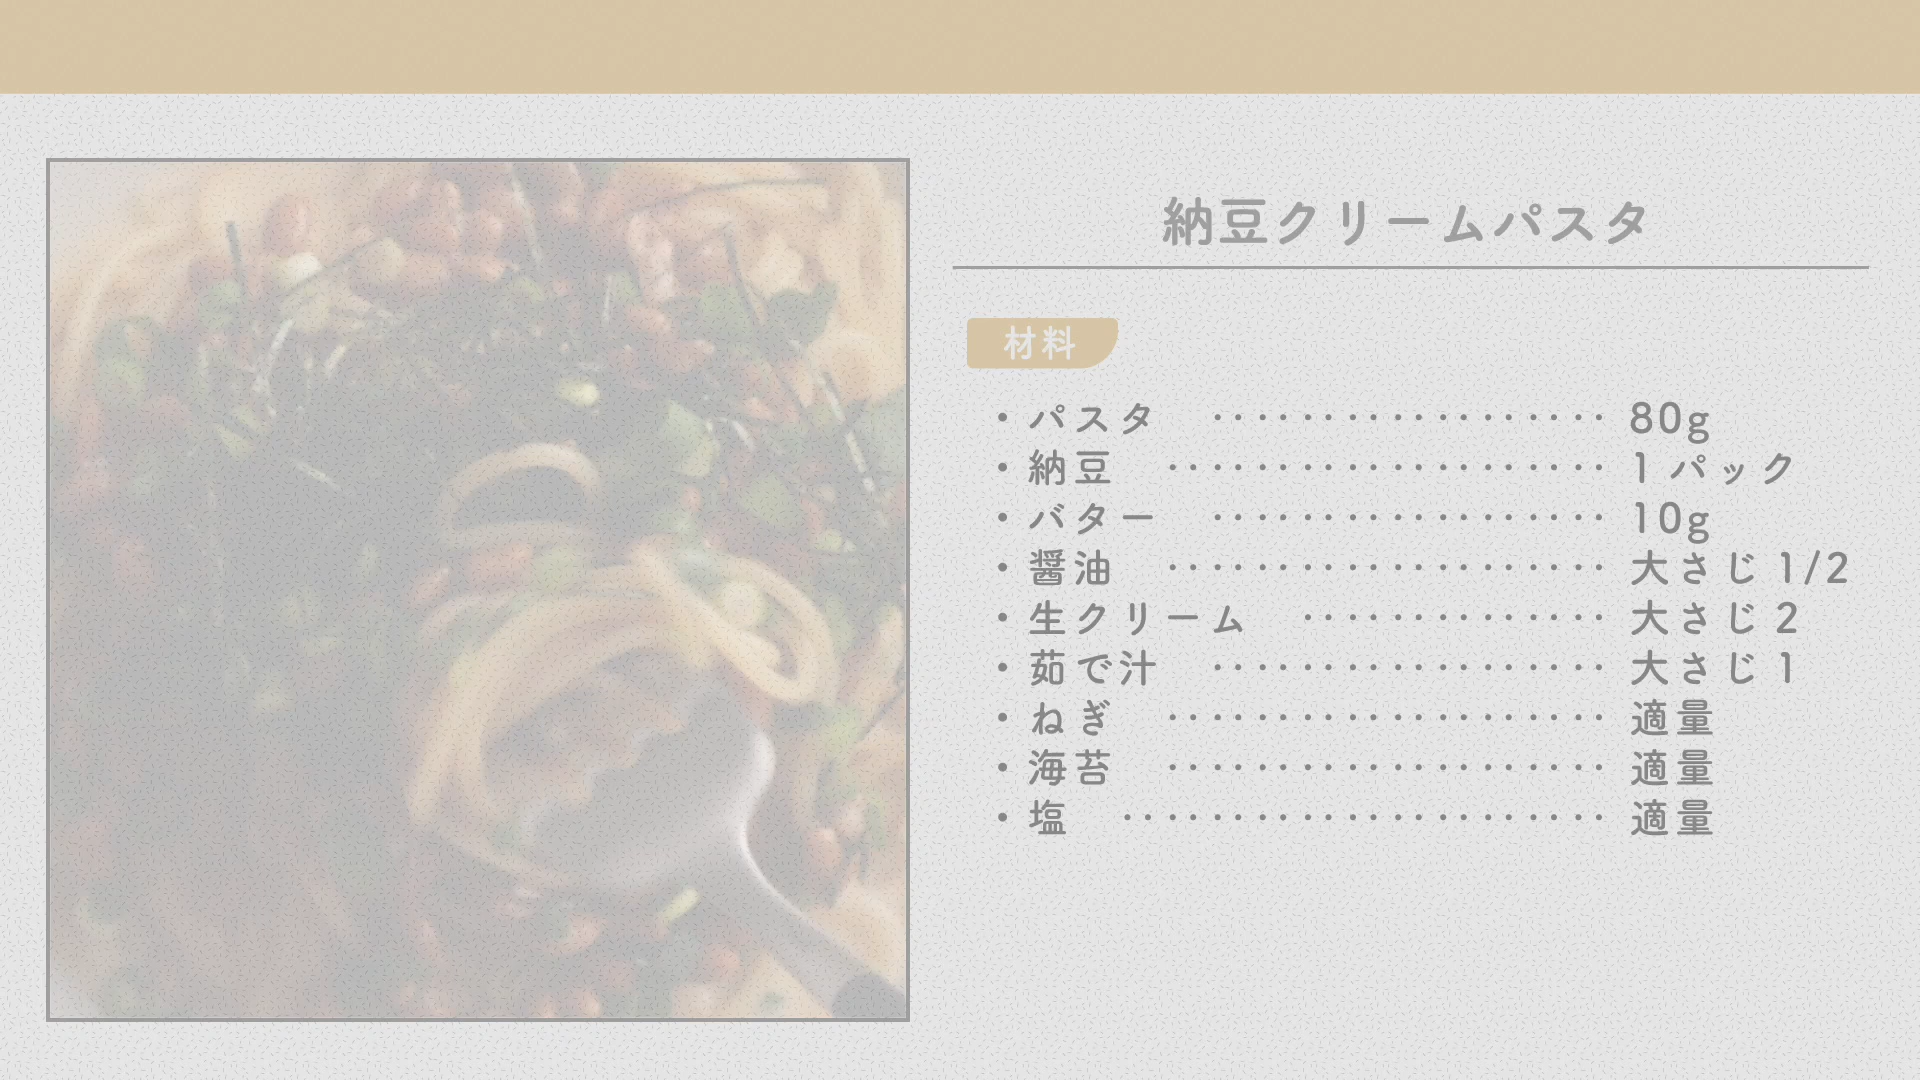 納豆クリームパスタ
材料
・パスタ ・・・・・・・・・・・・・・・・・・ 80g
・納豆 ・・・・・・・・・・・・・・・・・・・・ 1パック
・バター ・・・・・・・・・・・・・・・・・・ 10g
・醤油 ・・・・・・・・・・・・・・・・・・・・ 大さじ1/2
・生クリーム ・・・・・・・・・・・・・・ 大さじ2
・茹で汁 ・・・・・・・・・・・・・・・・・・ 大さじ1
・ねぎ ・・・・・・・・・・・・・・・・・・・・ 適量
・海苔 ・・・・・・・・・・・・・・・・・・・・ 適量
・塩 ・・・・・・・・・・・・・・・・・・・・・・ 適量